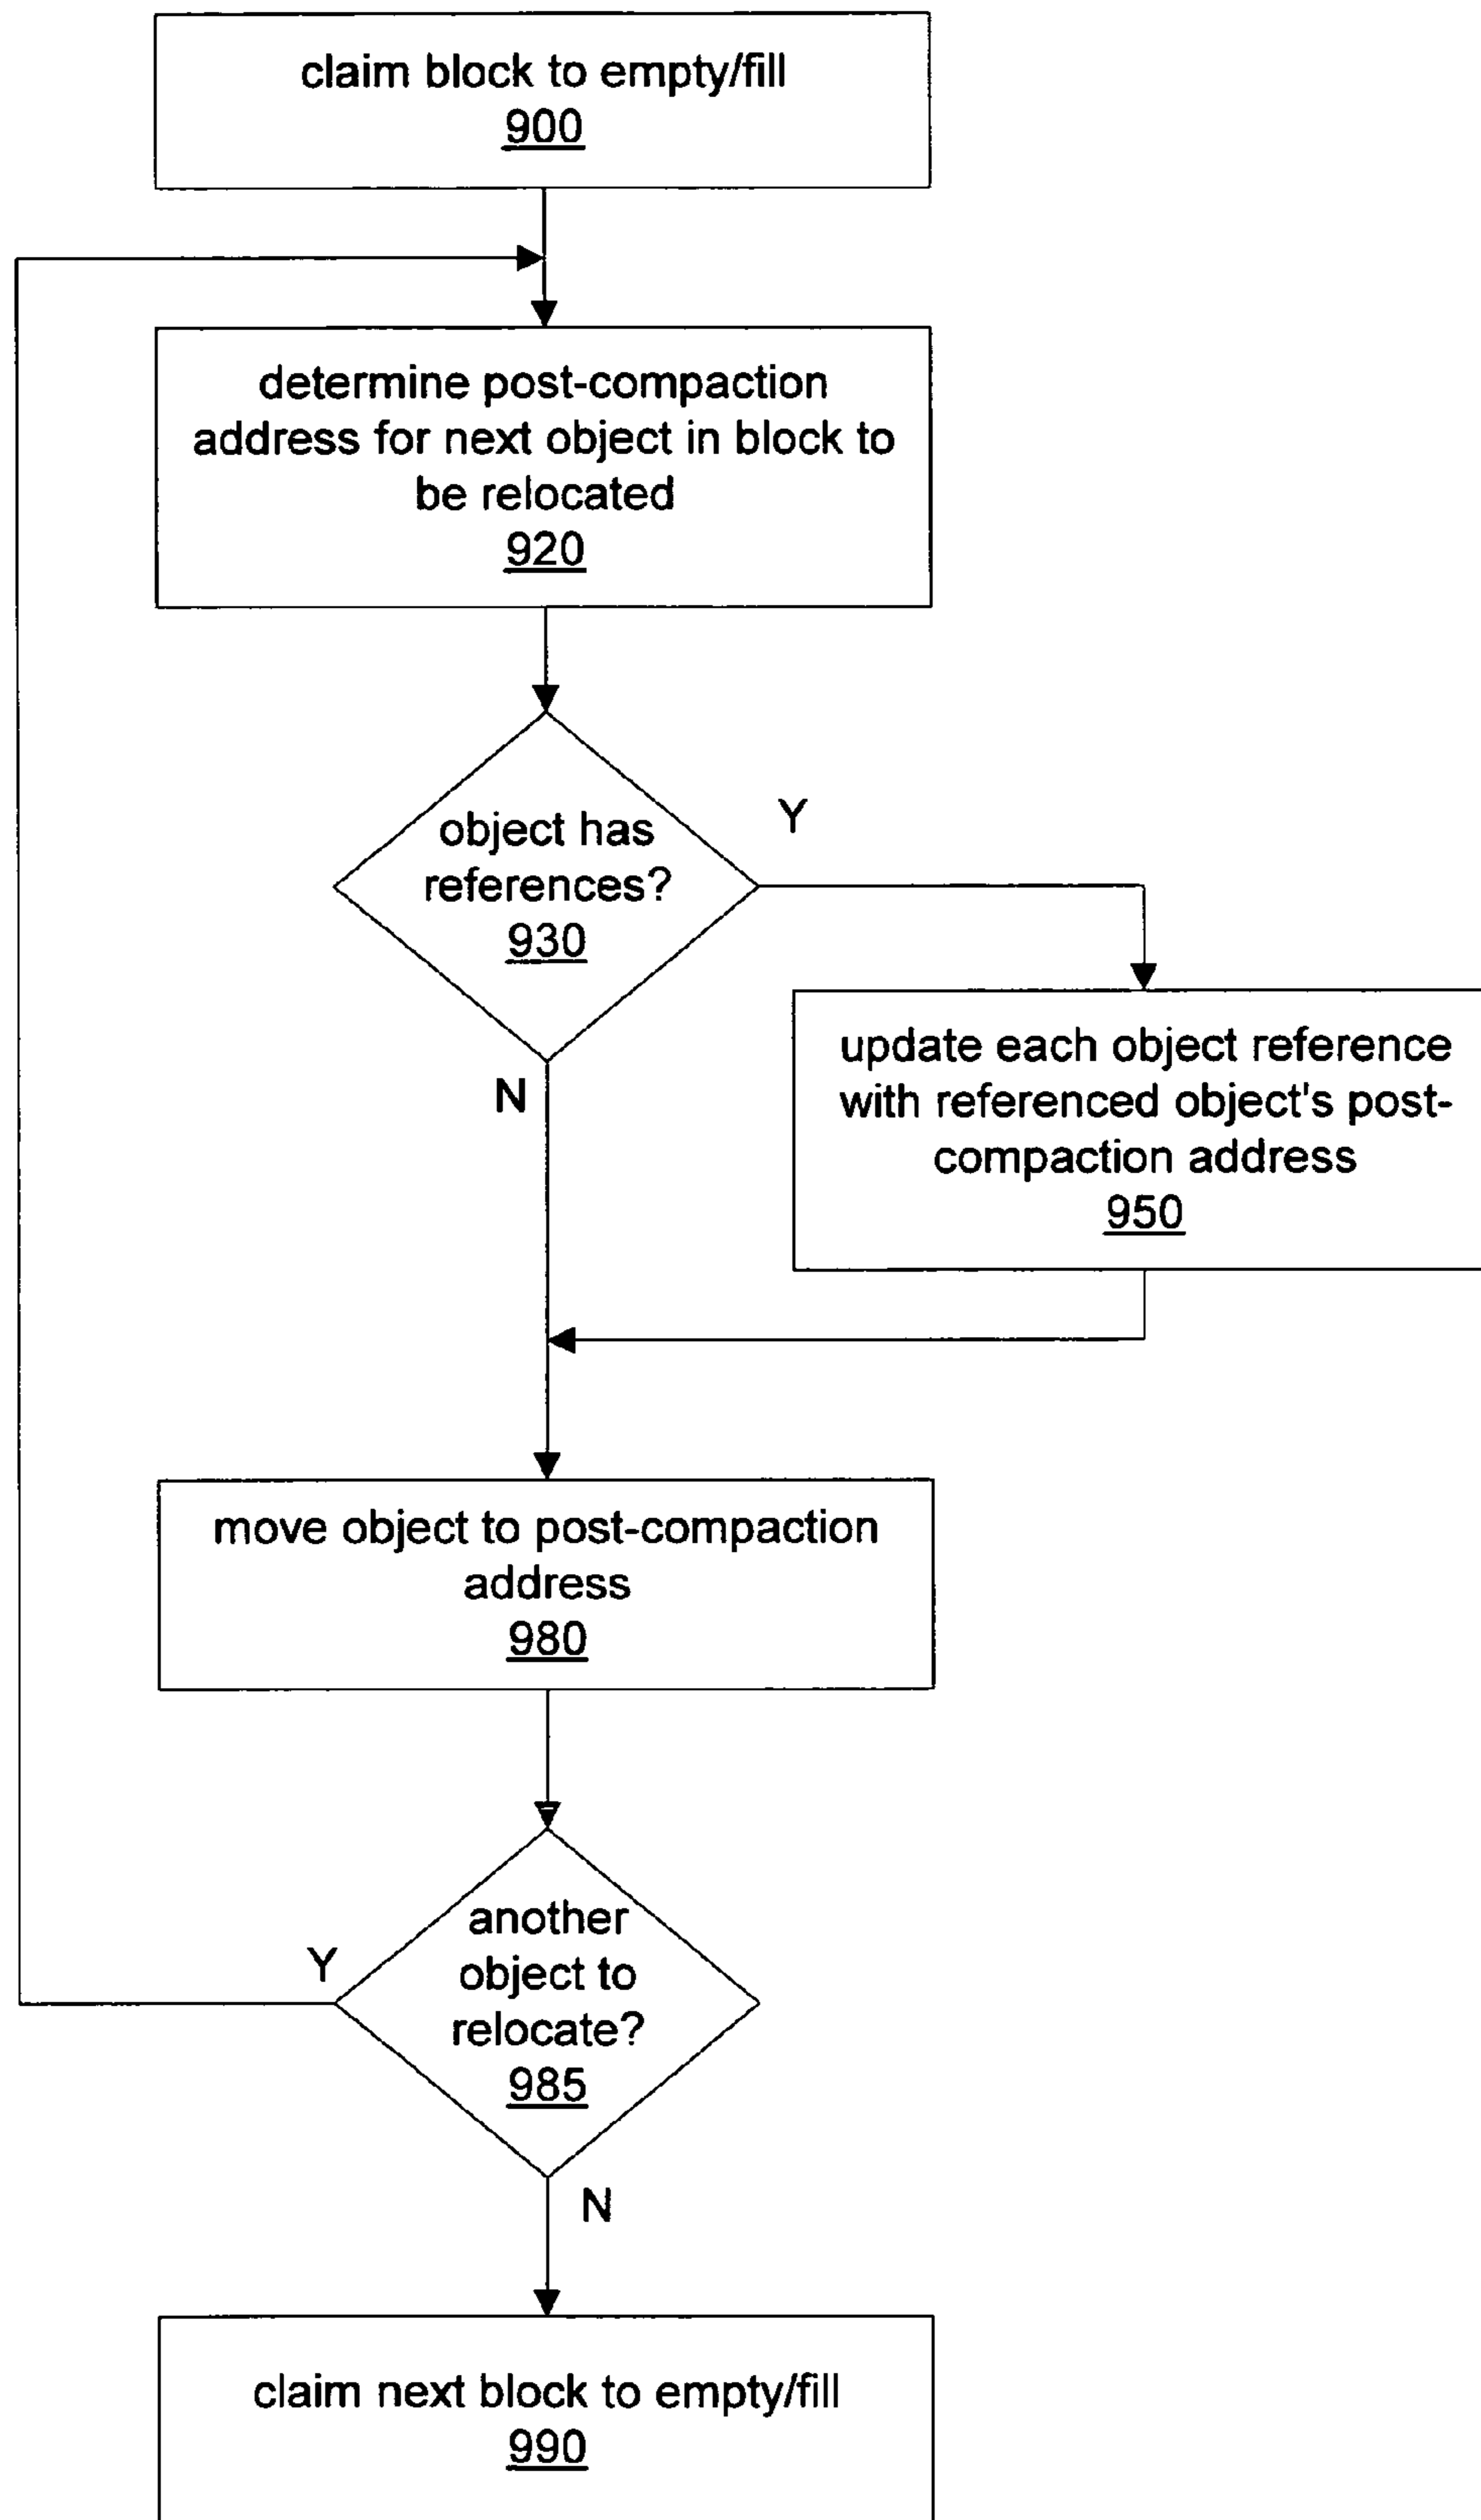 claim block to empty/fill
900
determine post-compaction
address for next object in block to
be relocated
920
object has
references?
930
Y
N
update each object reference
with referenced object's post-
compaction address
950
move object to post-compaction
address
980
another
object to
relocate?
985
Y
N
claim next block to empty/fill
990